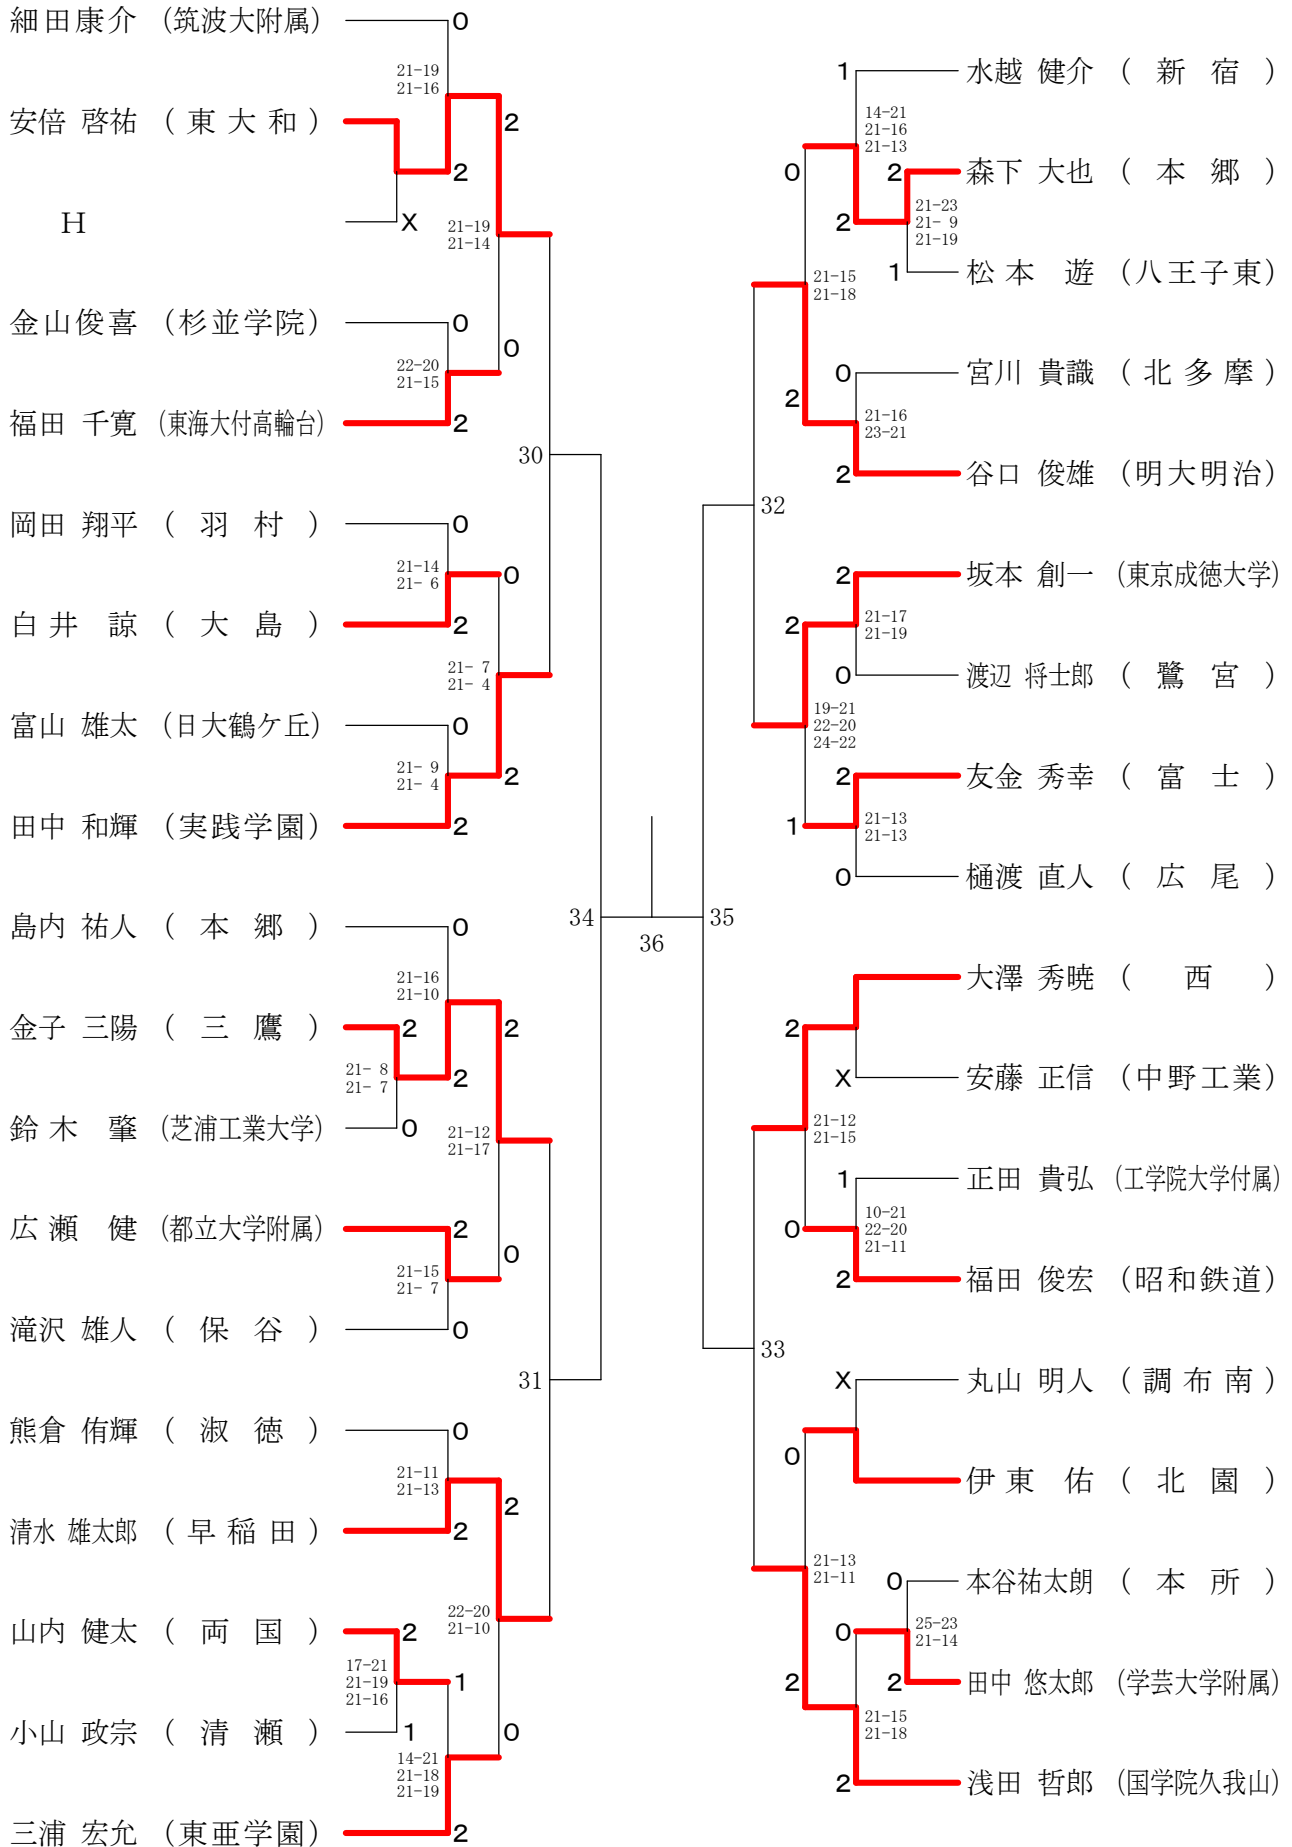 細田康介 (筑波大附属) 0
21-19
21-16
安倍 啓祐 ( 東 大 和 ) 2
2
H X
21-19
21-14
金山俊喜 (杉並学院) 0
0
22-20
21-15
福田 千寛 (東海大付高輪台) 2
30
岡田 翔平 ( 羽 村 ) 0
21-14
21- 6
0
白 井 諒 ( 大 島 ) 2
21- 7
21- 4
富山 雄太 (日大鶴ケ丘) 0
21- 9
21- 4
2
田中 和輝 (実践学園) 2
34
島内 祐人 ( 本 郷 ) 0
21-16
21-10
金子 三陽 ( 三 鷹 ) 2
2
21- 8
21- 7
2
鈴 木 肇 (芝浦工業大学) 0
21-12
21-17
広 瀬 健 (都立大学附属) 2
0
21-15
21- 7
滝沢 雄人 ( 保 谷 ) 0
31
熊倉 侑輝 ( 淑 徳 ) 0
21-11
21-13
2
清水 雄太郎 ( 早 稲 田 ) 2
22-20
21-10
山内 健太 ( 両 国 ) 2
17-21
21-19
21-16
1
小山 政宗 ( 清 瀬 ) 1
0
14-21
21-18
21-19
三浦 宏允 (東亜学園) 2
36
1 水越 健介 ( 新 宿 )
14-21
21-16
21-13
0
2 森下 大也 ( 本 郷 )
2
21-23
21- 9
21-19
1 松 本 遊 (八王子東)
21-15
21-18
0 宮川 貴識 ( 北 多 摩 )
2
21-16
23-21
2 谷口 俊雄 (明大明治)
32
2 坂本 創一 (東京成徳大学)
2
21-17
21-19
0 渡辺 将士郎 ( 鷺 宮 )
19-21
22-20
24-22
2 友金 秀幸 ( 富 士 )
1
21-13
21-13
0 樋渡 直人 ( 広 尾 )
35
大澤 秀暁 ( 西 )
2
X 安藤 正信 (中野工業)
21-12
21-15
1 正田 貴弘 (工学院大学付属)
0
10-21
22-20
21-11
2 福田 俊宏 (昭和鉄道)
33
X 丸山 明人 ( 調 布 南 )
0
伊 東 佑 ( 北 園 )
21-13
21-11
0 本谷祐太朗 ( 本 所 )
0
25-23
21-14
2
2 田中 悠太郎 (学芸大学附属)
21-15
21-18
2 浅田 哲郎 (国学院久我山)